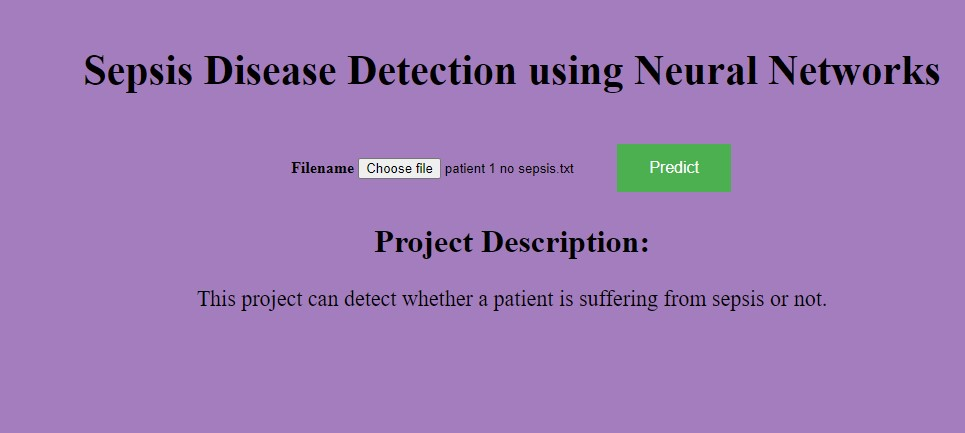 Sepsis Disease Detection using Neural Networks
Filename Choose file patient 1 no sepsis.txt Predict
Project Description:
This project can detect whether a patient is suffering from sepsis or not.